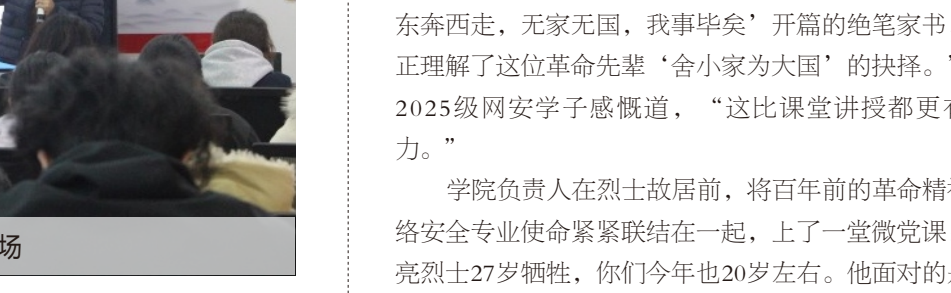 东奔西走，无家无国，我事毕矣’开篇的绝笔家书
正理解了这位革命先辈‘舍小家为大国’的抉择。”
2025级网安学子感慨道，“这比课堂讲授都更有
力。”
学院负责人在烈士故居前，将百年前的革命精神
络安全专业使命紧紧联结在一起，上了一堂微党课
亮烈士27岁牺牲，你们今年也20岁左右。他面对的是
场